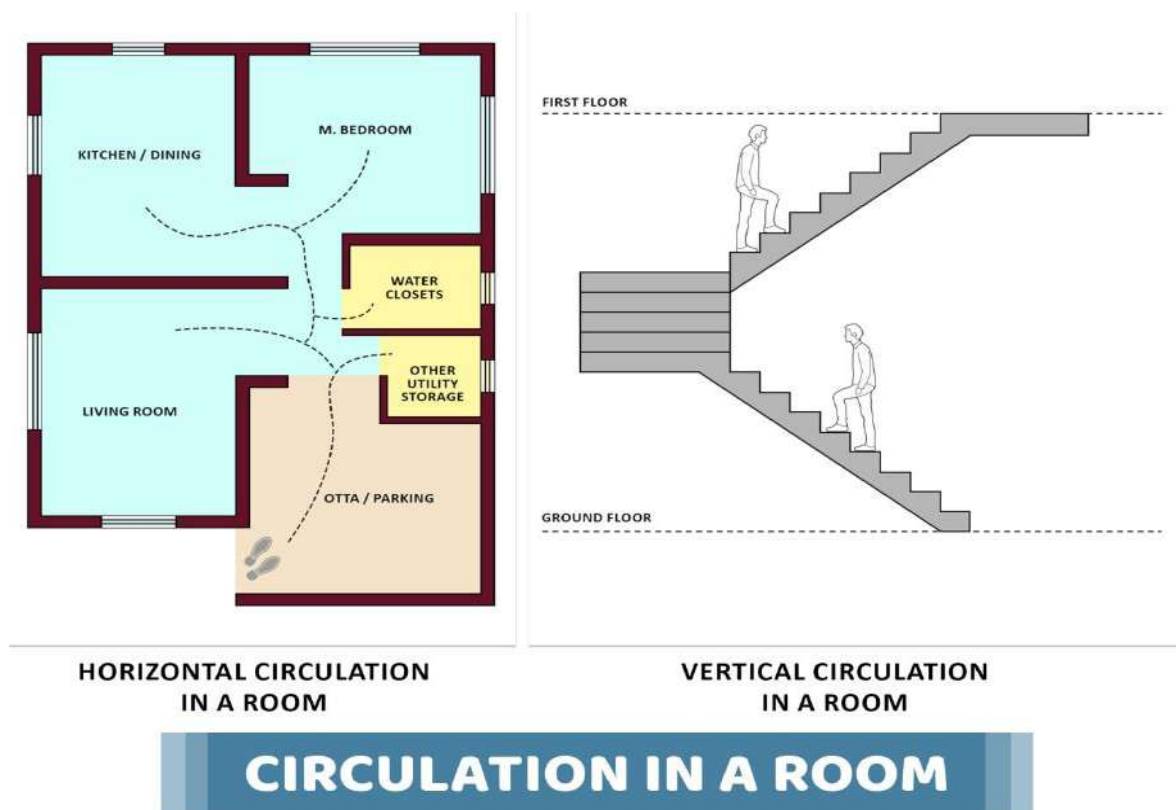 KITCHEN / DINING
M. BEDROOM
WATER
CLOSETS
OTHER
UTILITY
STORAGE
LIVING ROOM
OTTA / PARKING
FIRST FLOOR
GROUND FLOOR
HORIZONTAL CIRCULATION
IN A ROOM
VERTICAL CIRCULATION
IN A ROOM
CIRCULATION IN A ROOM